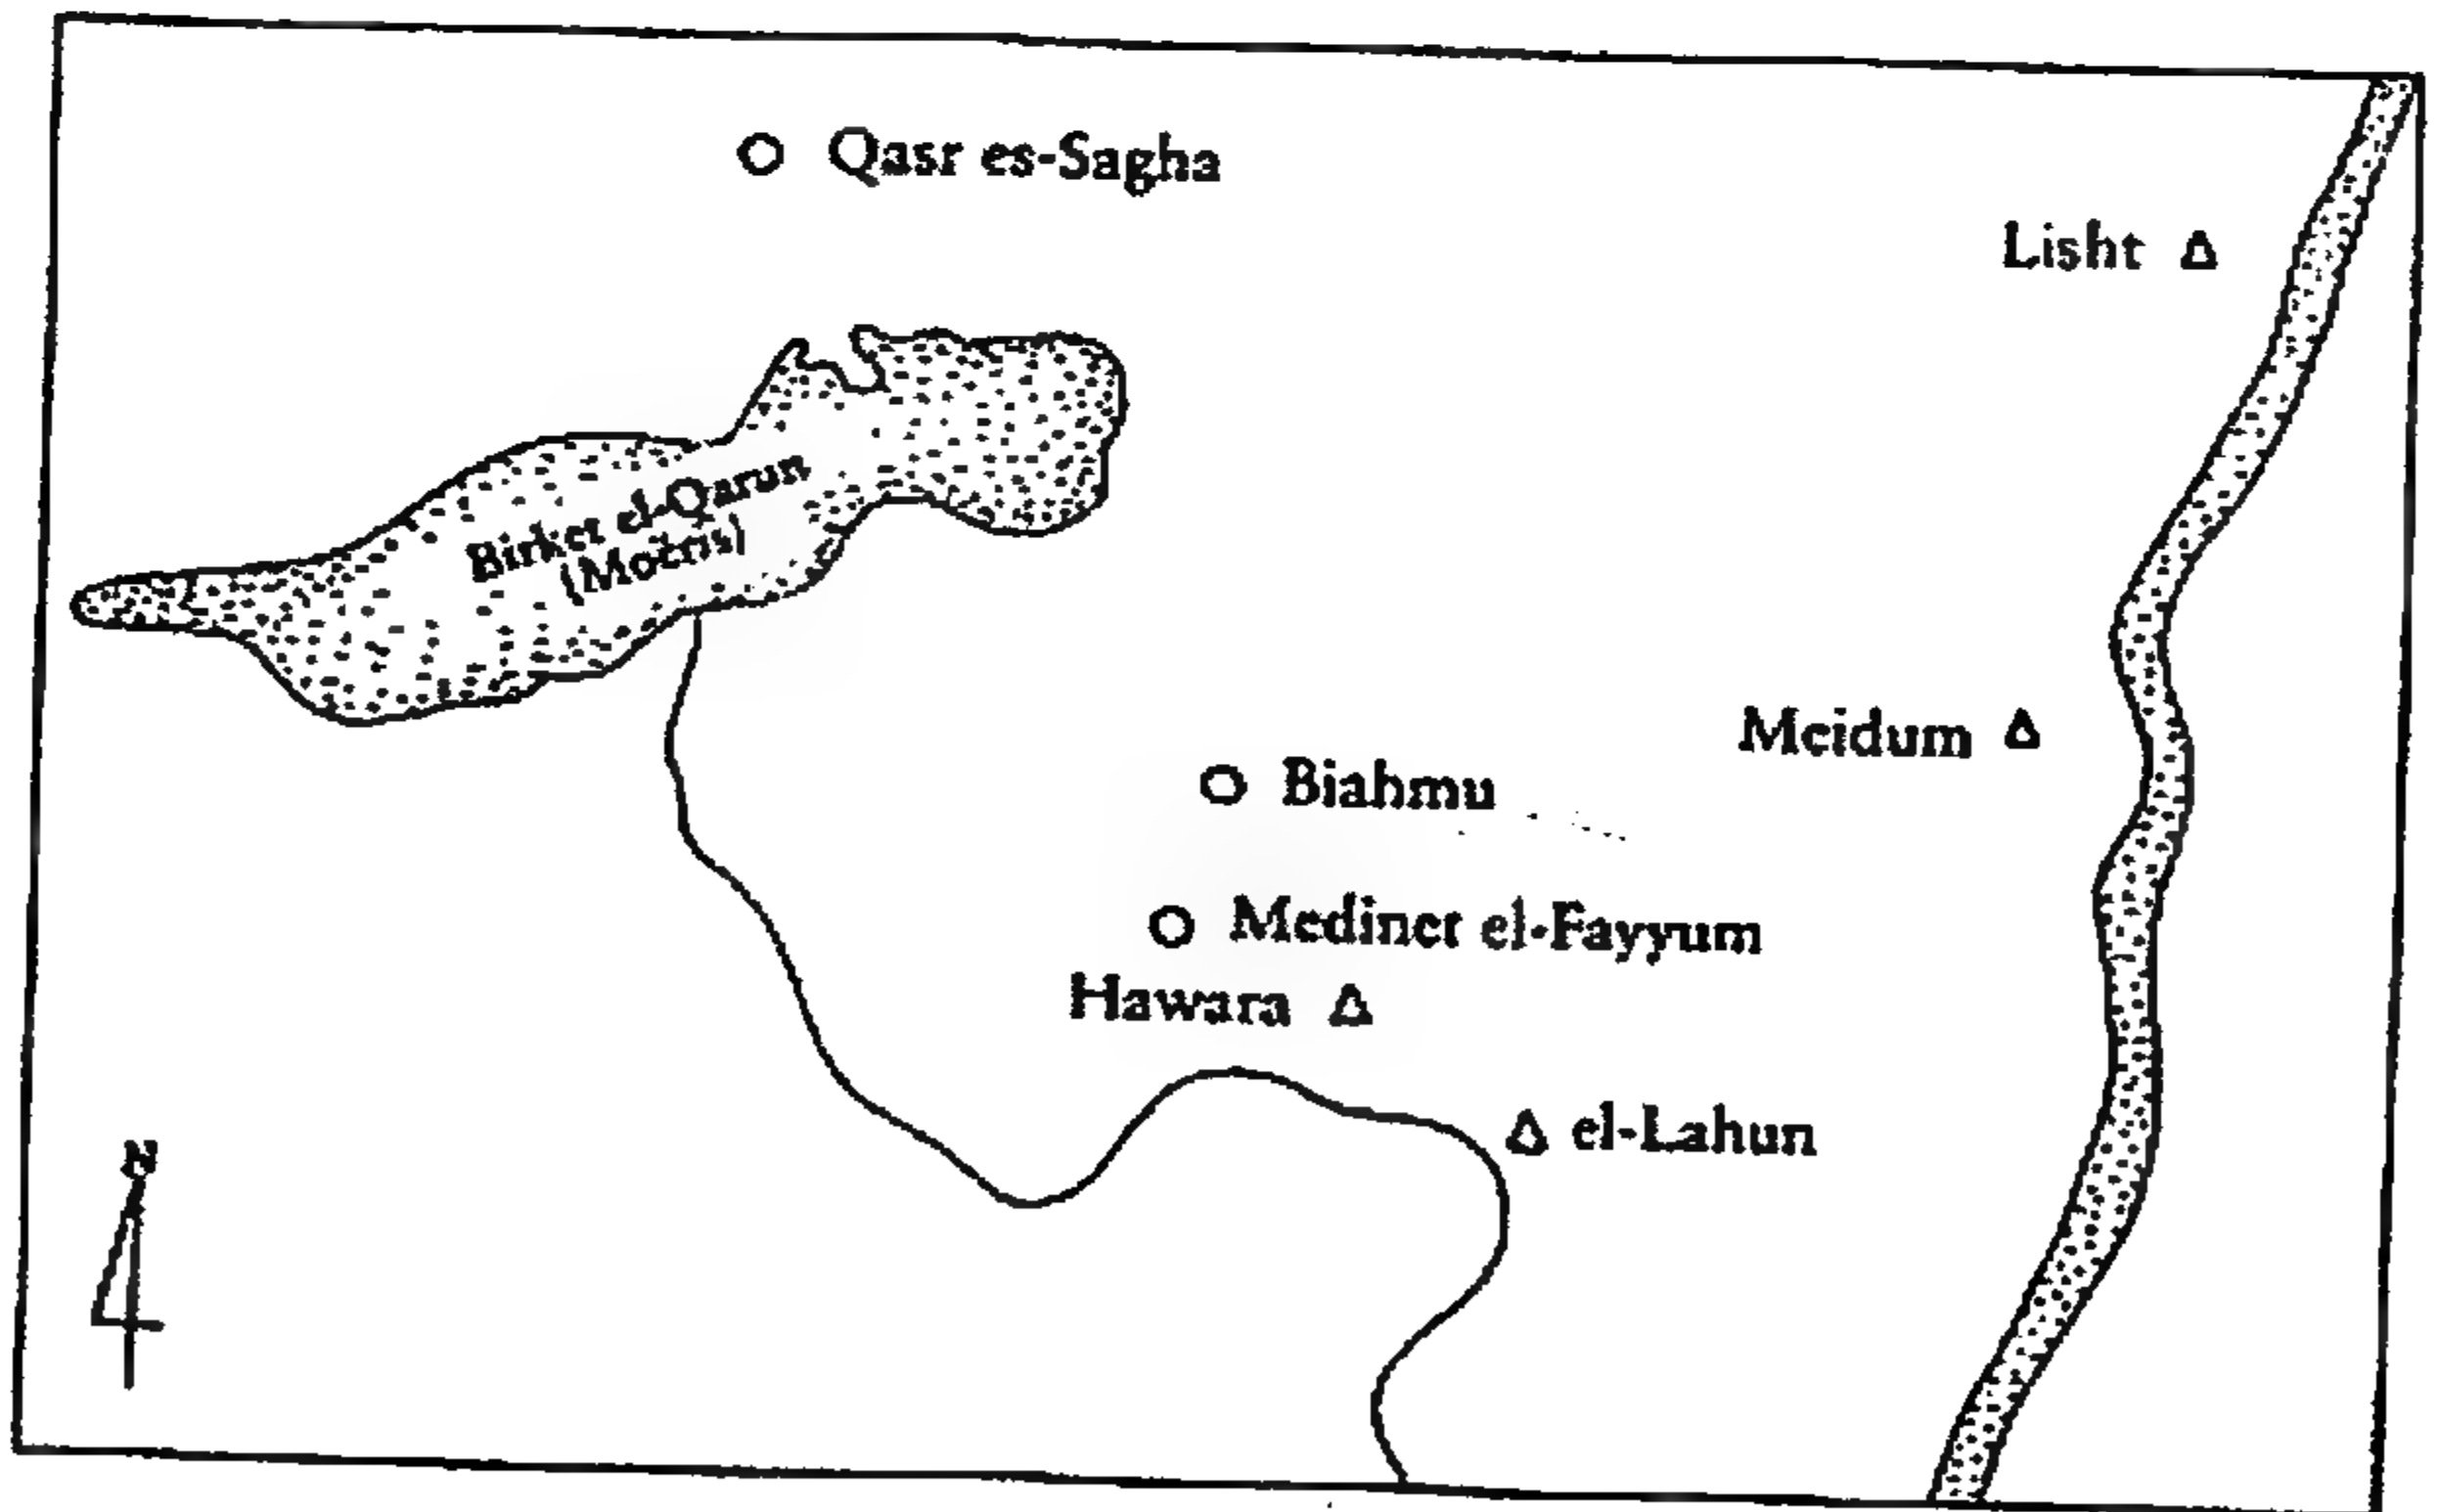 Qasr es-Sagha
Lisht
Birket el-Qarun
(Moeris)
Meidum
Biahmu
Medinet el-Fayyum
Hawara
el-Lahun
N